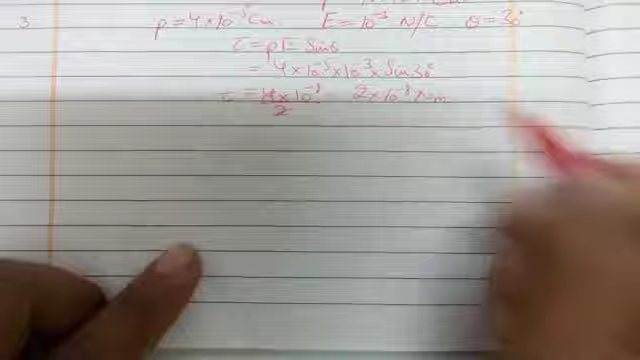 3 p = 4×10⁻⁵ Cm E = 10⁻³ N/C θ = 30°
τ = pE Sinθ
= 4×10⁻⁵×10⁻³× Sin 30°
τ = 4×10⁻⁸/2 2×10⁻⁸ Nm